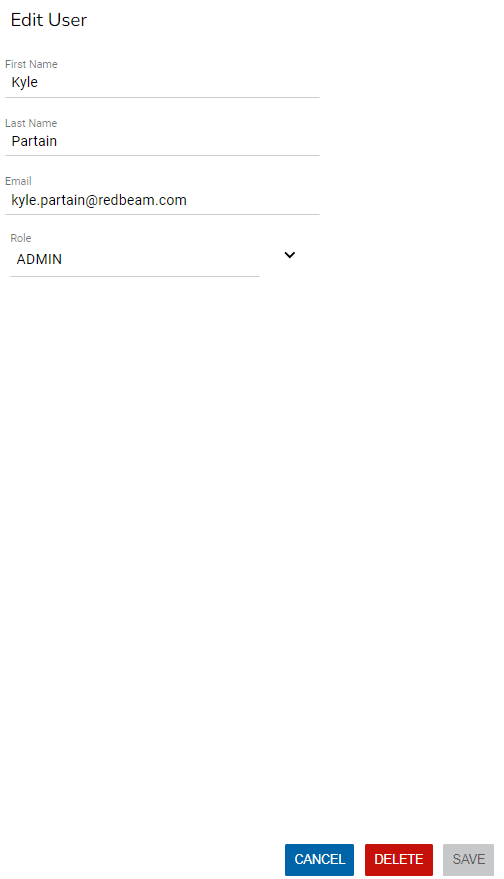 Edit User
First Name
Kyle
Last Name
Partain
Email
kyle.partain@redbeam.com
Role
ADMIN
CANCEL DELETE SAVE